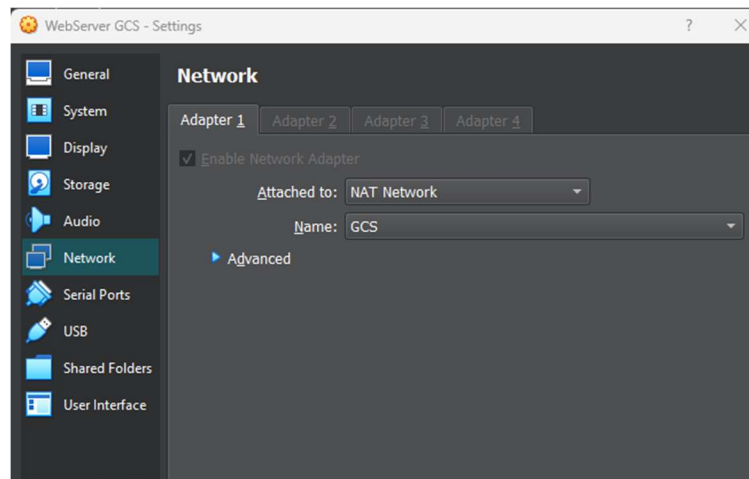 WebServer GCS - Settings ? ×
General
System
Display
Storage
Audio
Network
Serial Ports
USB
Shared Folders
User Interface
Network
Adapter 1 Adapter 2 Adapter 3 Adapter 4
Enable Network Adapter
Attached to: NAT Network
Name: GCS
Advanced